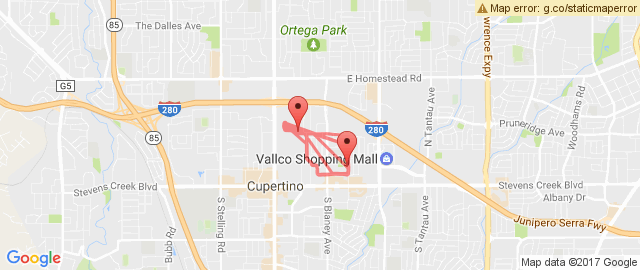 Map error: g.co/staticmaperror
The Dalles Ave
85
Ortega Park
Lawrence Expy
G5
E Homestead Rd
280
N Tantau Ave
Pruneridge Ave
Woodhams Rd
85
280
Vallco Shopping Mall
Stevens Creek Blvd
Cupertino
Stevens Creek Blvd
Albany Dr
S Stelling Rd
S Blaney Ave
S Tantau Ave
Junipero Serra Fwy
Bubb Rd
Google
Map data ©2017 Google